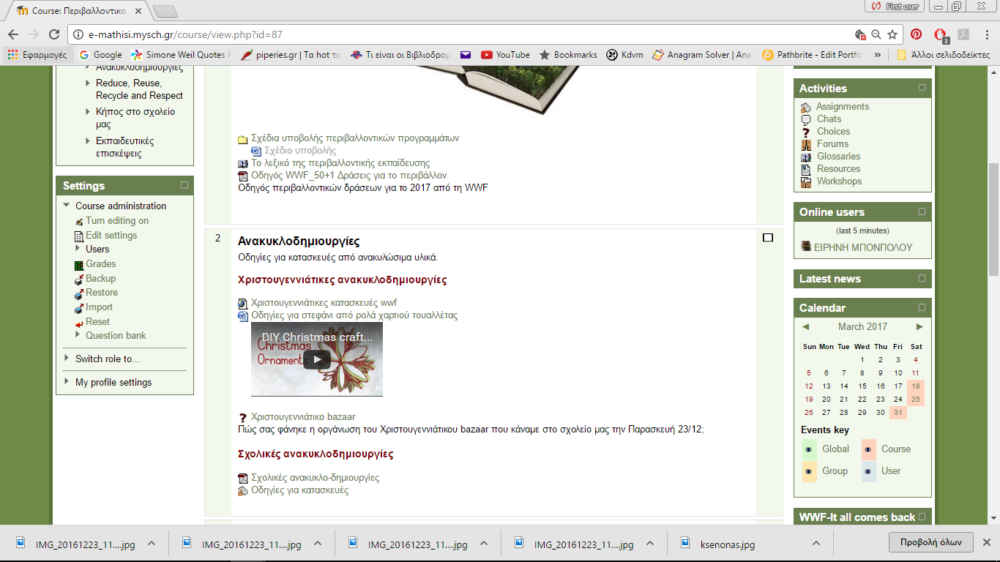 Course: Περιβαλλοντικά
First user
e-mathisi.mysch.gr/course/view.php?id=87
3
Εφαρμογές
Google
Simone Weil Quotes
piperies.gr | Τα hot το
Τι είναι οι Βιβλιοδρομ
YouTube
Bookmarks
Kdvm
Anagram Solver | Ana
Pathbrite - Edit Portfo
»
Άλλοι σελιδοδείκτες
Ανακυκλοδημιουργίες
Reduce, Reuse,
Recycle and Respect
Κήπος στο σχολείο
μας
Εκπαιδευτικές
επισκέψεις
Settings
Course administration
Turn editing on
Edit settings
Users
Grades
Backup
Restore
Import
Reset
Question bank
Switch role to...
My profile settings
Σχέδια υποβολής περιβαλλοντικών προγραμμάτων
Σχέδιο υποβολής
Το λεξικό της περιβαλλοντικής εκπαίδευσης
Οδηγός WWF_50+1 Δράσεις για το περιβάλλον
Οδηγός περιβαλλοντικών δράσεων για το 2017 από τη WWF
2
Ανακυκλοδημιουργίες
Οδηγίες για κατασκευές από ανακυλώσιμα υλικά.
Χριστουγεννιάτικες ανακυκλοδημιουργίες
Χριστουγεννιάτικες κατασκευές wwf
Οδηγίες για στεφάνι από ρολά χαρτιού τουαλλέτας
DIY Christmas craft...
Christmas
Ornaments
Χριστουγεννιάτικο bazaar
Πώς σας φάνηκε η οργάνωση του Χριστουγεννιάτικου bazaar που κάναμε στο σχολείο μας την Παρασκευή 23/12;
Σχολικές ανακυκλοδημιουργίες
Σχολικές ανακυκλο-δημιουργίες
Οδηγίες για κατασκευές
Activities
Assignments
Chats
Choices
Forums
Glossaries
Resources
Workshops
Online users
(last 5 minutes)
ΕΙΡΗΝΗ ΜΠΟΝΠΟΛΟΥ
Latest news
Calendar
◄ March 2017 ►
Sun Mon Tue Wed Thu Fri Sat
1 2 3 4
5 6 7 8 9 10 11
12 13 14 15 16 17 18
19 20 21 22 23 24 25
26 27 28 29 30 31
Events key
Global Course
Group User
WWF-It all comes back
IMG_20161223_11....jpg
IMG_20161223_11....jpg
IMG_20161223_11....jpg
IMG_20161223_11....jpg
ksenonas.jpg
Προβολή όλων